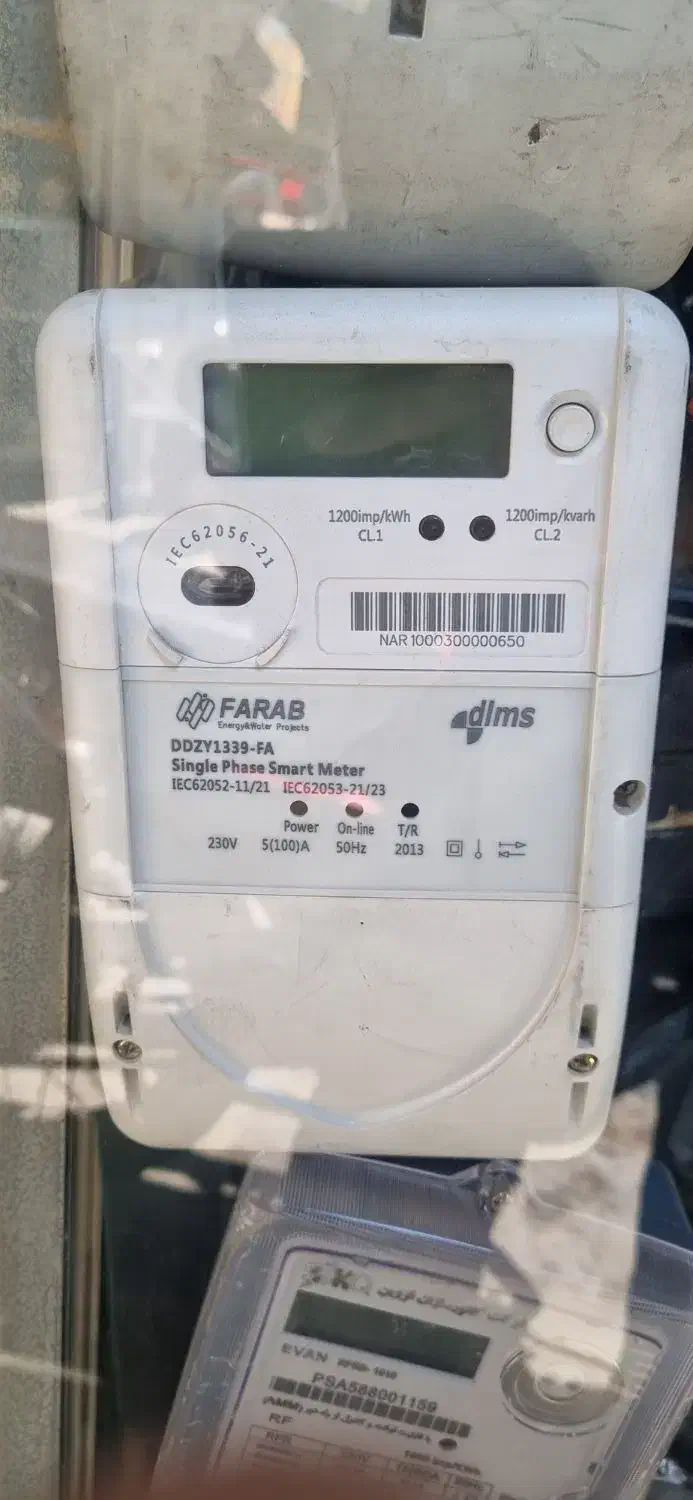 1200imp/kWh
CL.1
1200imp/kvarh
CL.2
IEC62056-21
NAR1000300000650
FARAB
Energy&Water Projects
dlms
DDZY1339-FA
Single Phase Smart Meter
IEC62052-11/21 IEC62053-21/23
Power On-line T/R
230V 5(100)A 50Hz 2013
EVAN
PSA588001159
(AMM)
RF